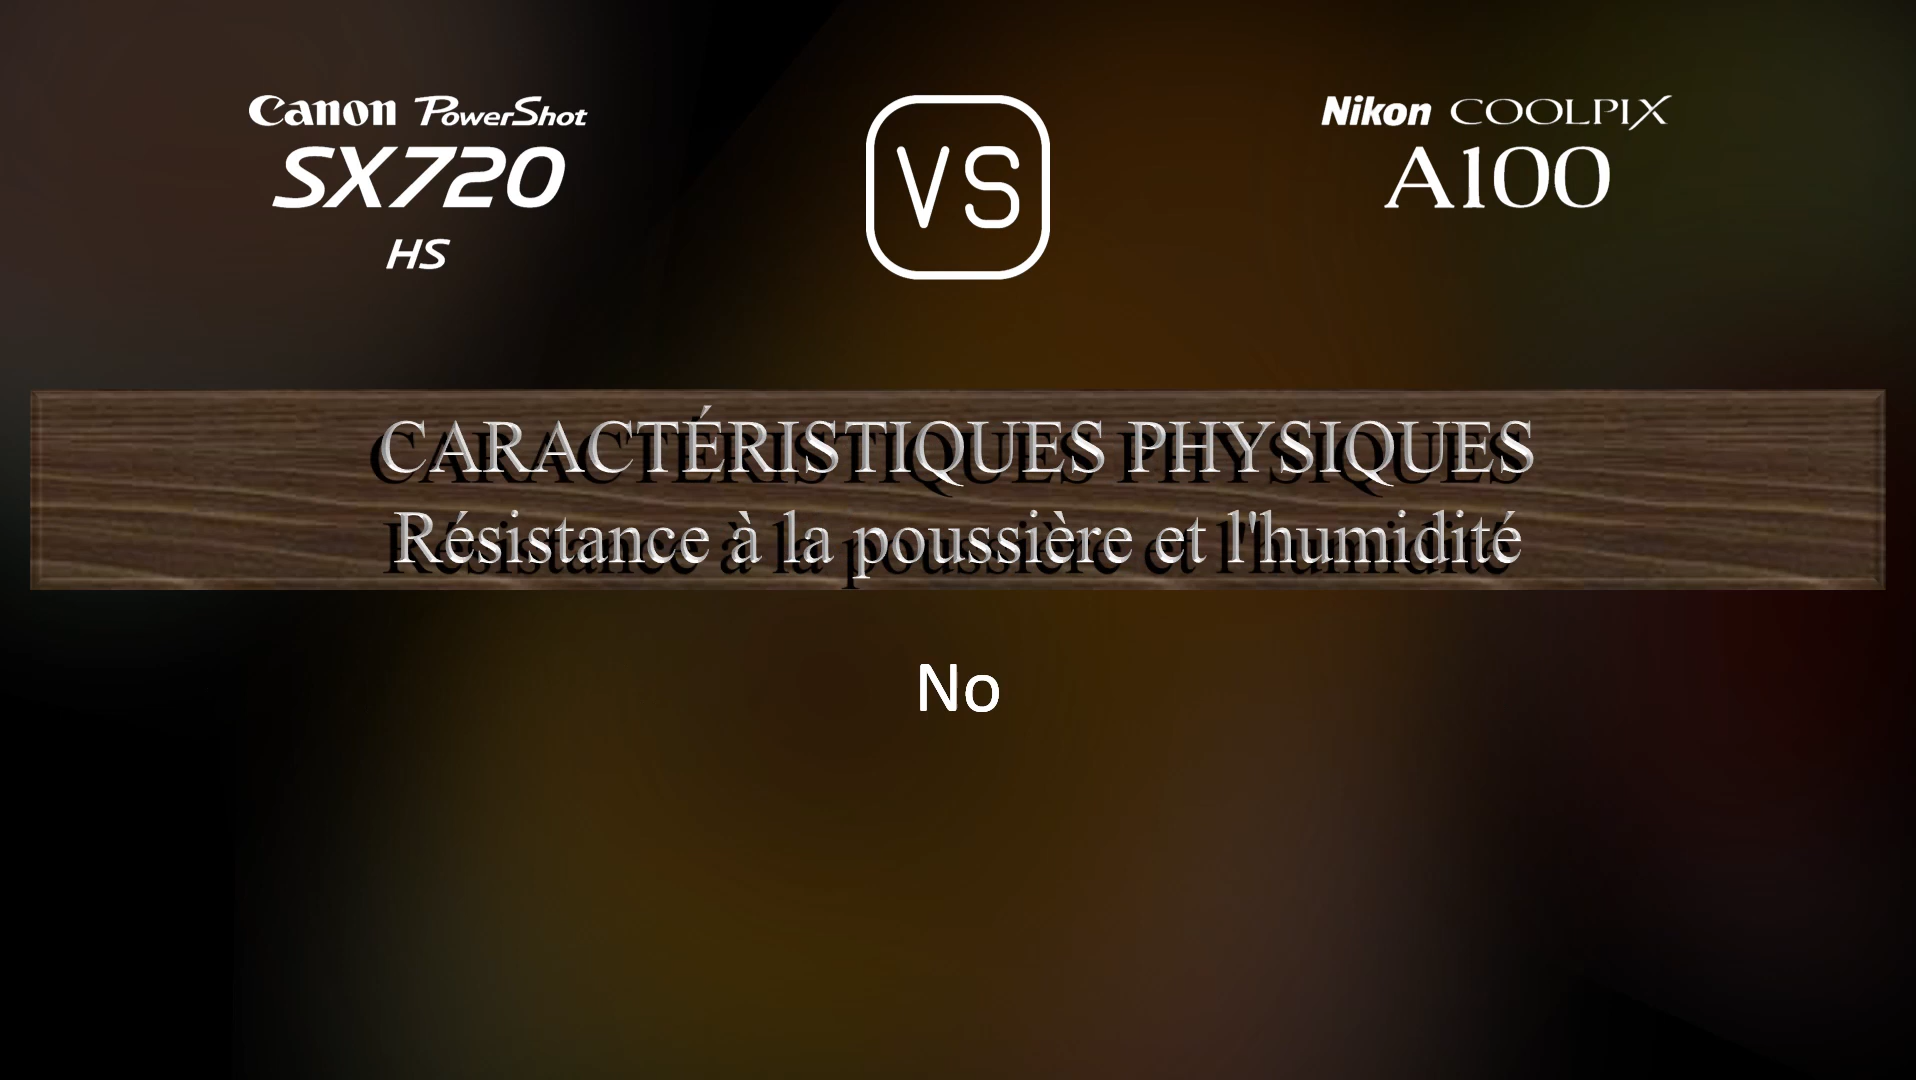 Canon PowerShot
SX720
HS
VS
Nikon COOLPIX
A100
CARACTÉRISTIQUES PHYSIQUES
Résistance à la poussière et l'humidité
No